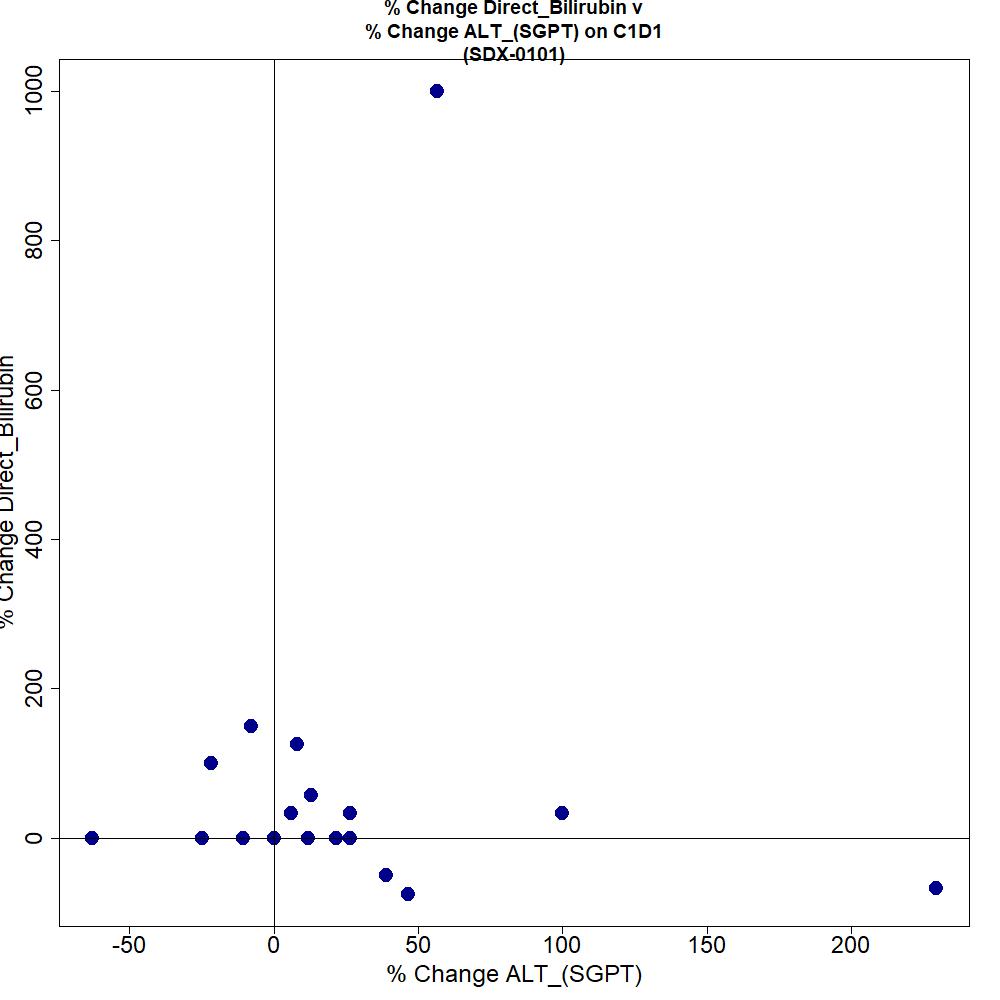 % Change Direct_Bilirubin v
% Change ALT_(SGPT) on C1D1
(SDX-0101)
1000
800
600
400
200
0
% Change Direct_Bilirubin
-50
0
50
100
150
200
% Change ALT_(SGPT)